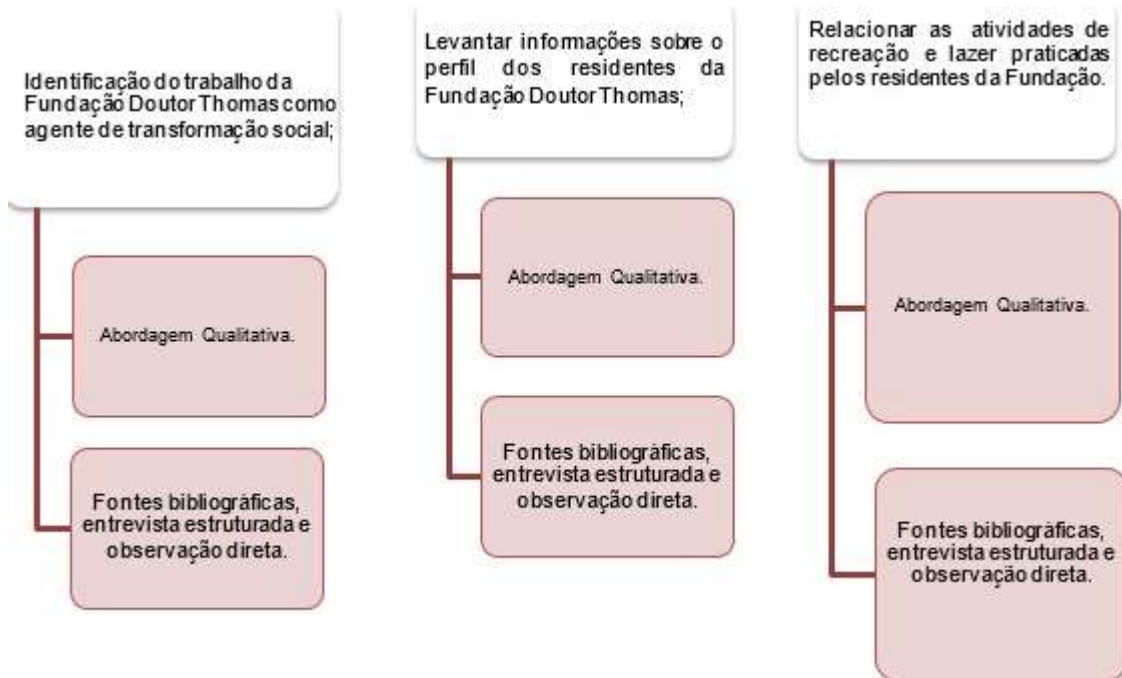 Identificação do trabalho da
Fundação Doutor Thomas como
agente de transformação social;
Abordagem Qualitativa.
Fontes bibliográficas,
entrevista estruturada e
observação direta.
Levantar informações sobre o
perfil dos residentes da
Fundação Doutor Thomas;
Abordagem Qualitativa.
Fontes bibliográficas,
entrevista estruturada e
observação direta.
Relacionar as atividades de
recreação e lazer praticadas
pelos residentes da Fundação.
Abordagem Qualitativa.
Fontes bibliográficas,
entrevista estruturada e
observação direta.